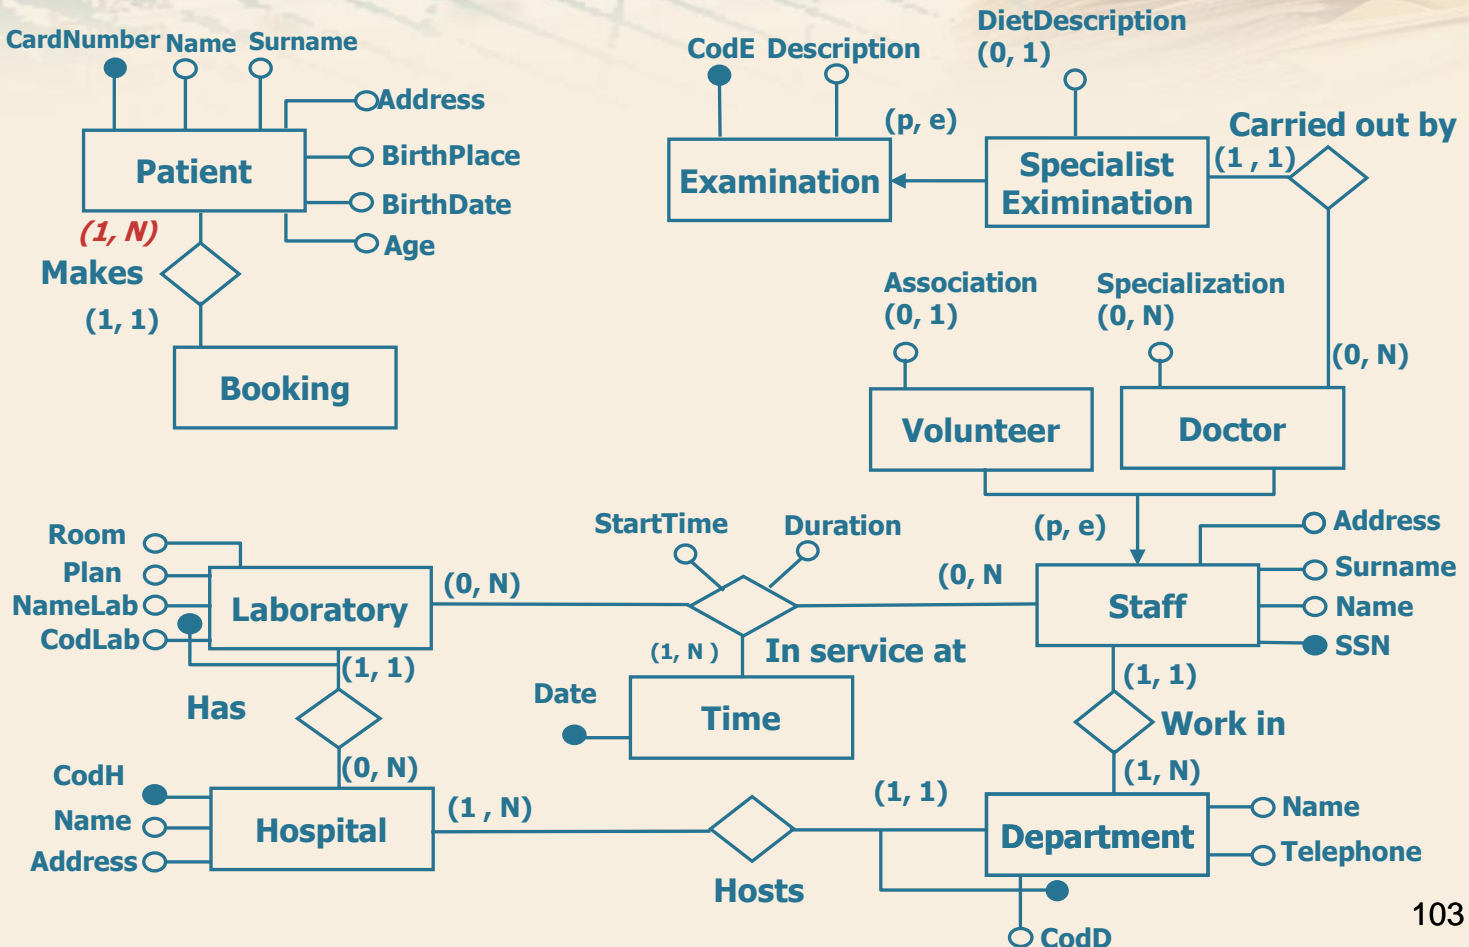 DietDescription
(0, 1)
CardNumber Name Surname
CodE Description
Address
(p, e)
Carried out by
Patient
BirthPlace
Examination
Specialist
Eximination
(1 , 1)
BirthDate
(1, N)
Age
Makes
(1, 1)
Association
(0, 1)
Specialization
(0, N)
(0, N)
Booking
Volunteer
Doctor
StartTime
Duration
(p, e)
Address
Room
Plan
NameLab
CodLab
Laboratory
(0, N)
(0, N
Staff
Surname
Name
SSN
(1, 1)
(1, N )
In service at
(1, 1)
Has
Date
Time
Work in
(0, N)
(1, N)
CodH
Name
Address
Hospital
(1 , N)
(1, 1)
Department
Name
Telephone
Hosts
CodD
103